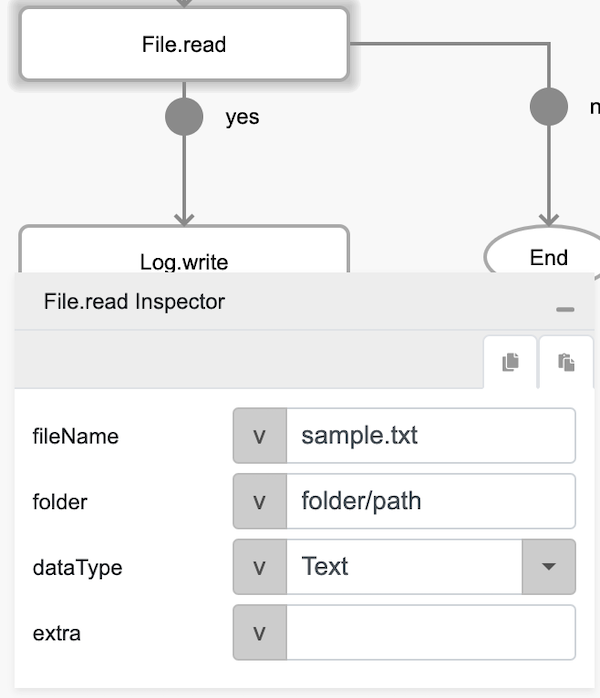 File.read
yes
Log.write
End
File.read Inspector
fileName
v
sample.txt
folder
v
folder/path
dataType
v
Text
extra
v